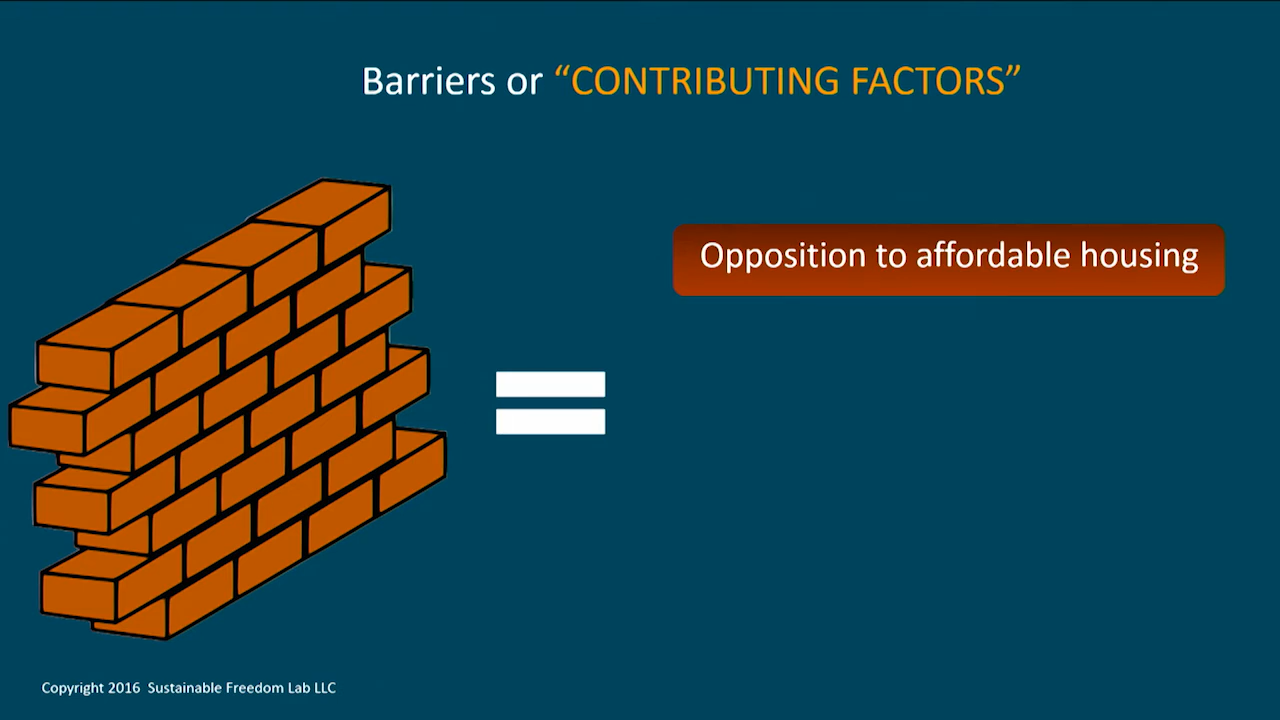 Barriers or “CONTRIBUTING FACTORS”
Opposition to affordable housing
Copyright 2016 Sustainable Freedom Lab LLC